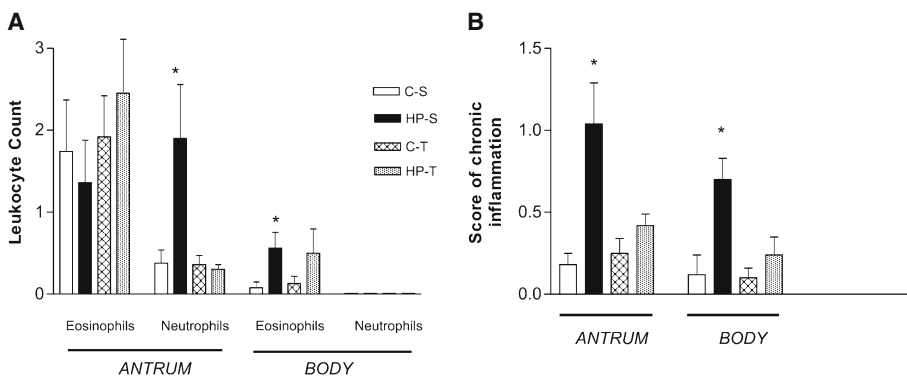 A
Leukocyte Count
3
2
1
0
*
*
C-S
HP-S
C-T
HP-T
Eosinophils Neutrophils Eosinophils Neutrophils
ANTRUM BODY
B
Score of chronic
inflammation
1.5
1.0
0.5
0.0
*
*
ANTRUM BODY